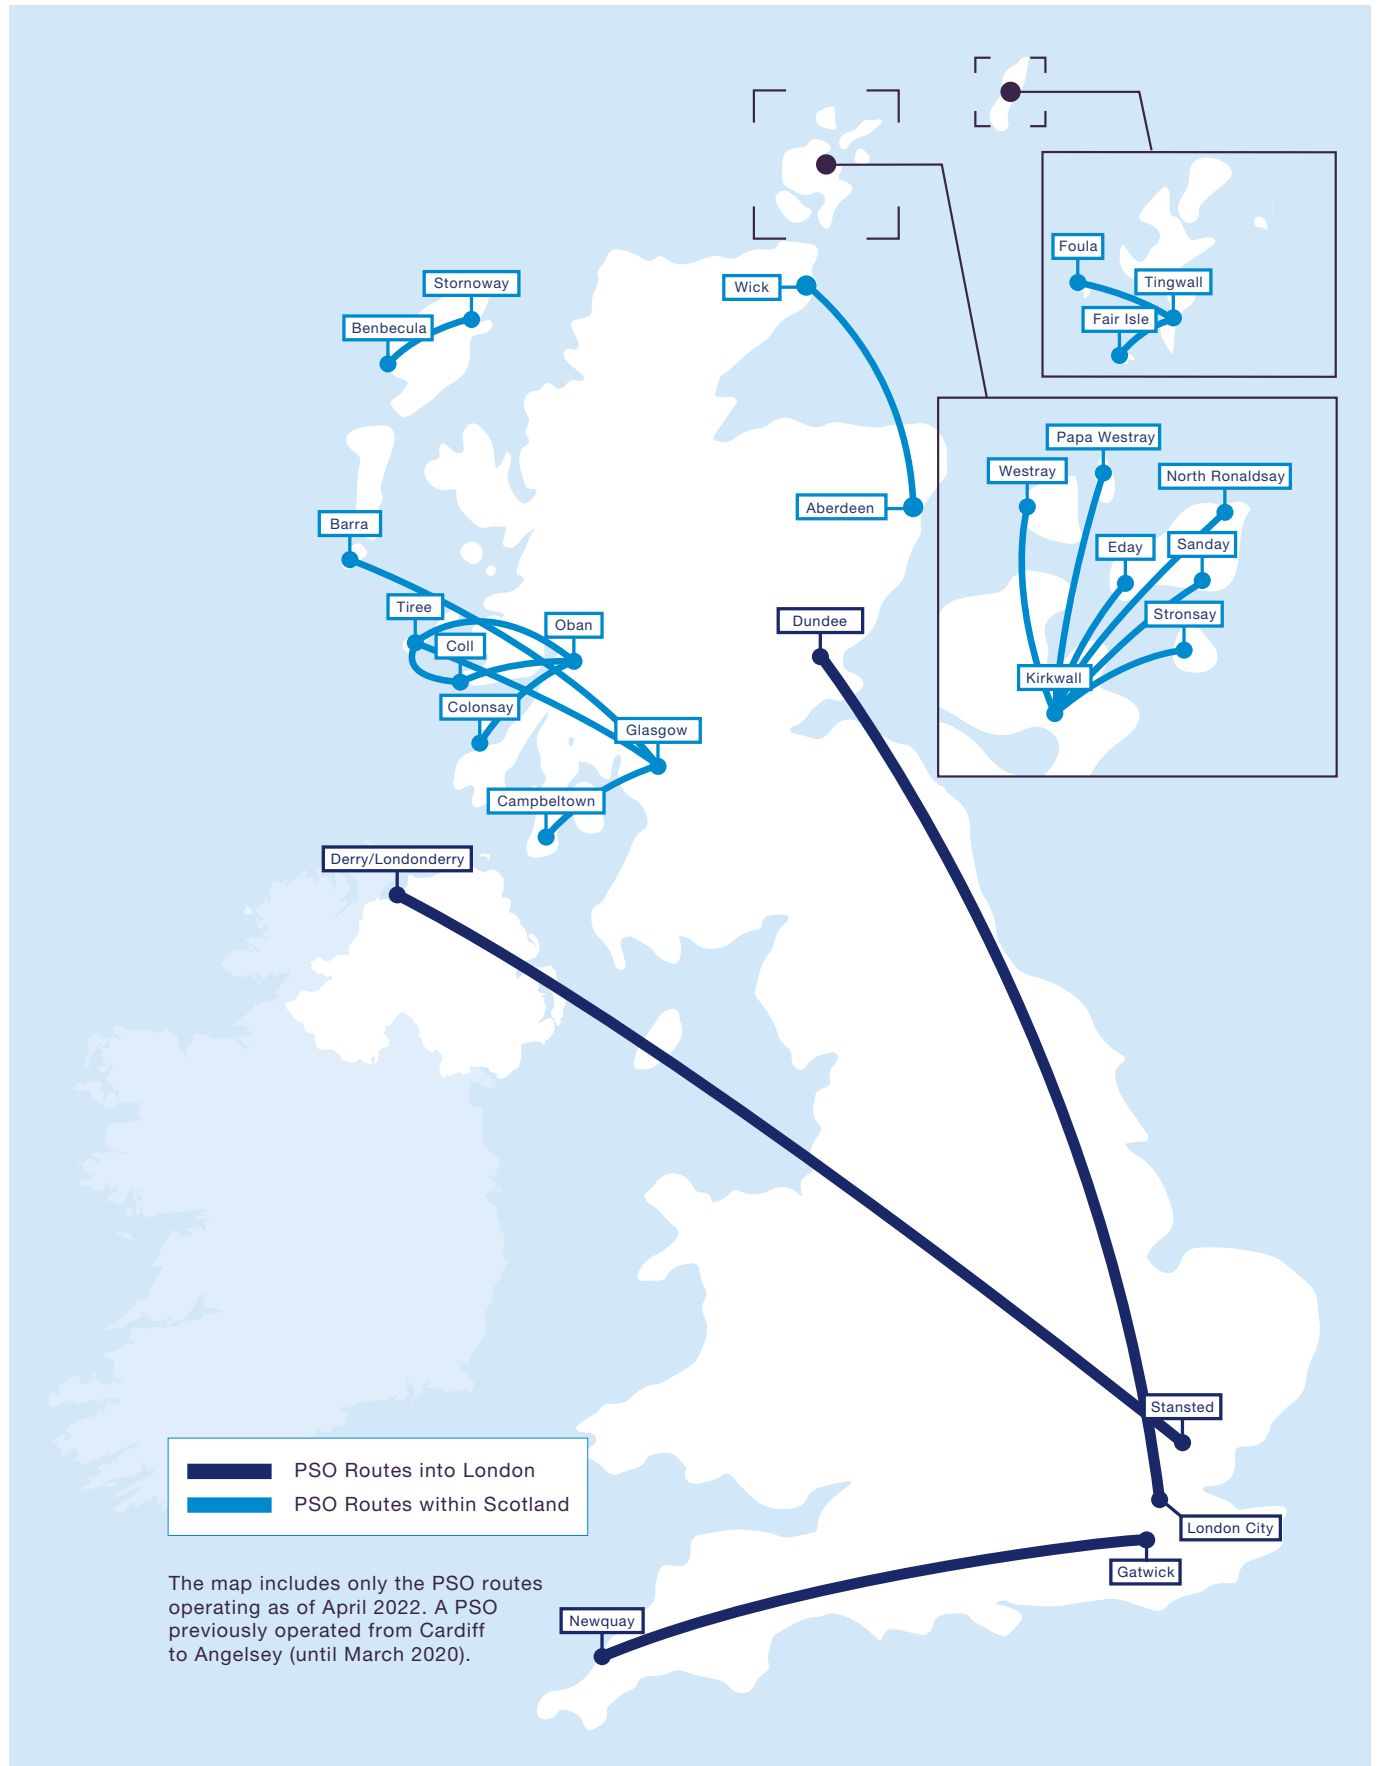 Foula
Tingwall
Fair Isle
Stornoway
Benbecula
Wick
Papa Westray
Westray
North Ronaldsay
Aberdeen
Barra
Eday
Sanday
Tiree
Stronsay
Dundee
Oban
Coll
Kirkwall
Colonsay
Glasgow
Campbeltown
Derry/Londonderry
Stansted
PSO Routes into London
PSO Routes within Scotland
London City
Gatwick
The map includes only the PSO routes
operating as of April 2022. A PSO
previously operated from Cardiff
to Angelsey (until March 2020).
Newquay